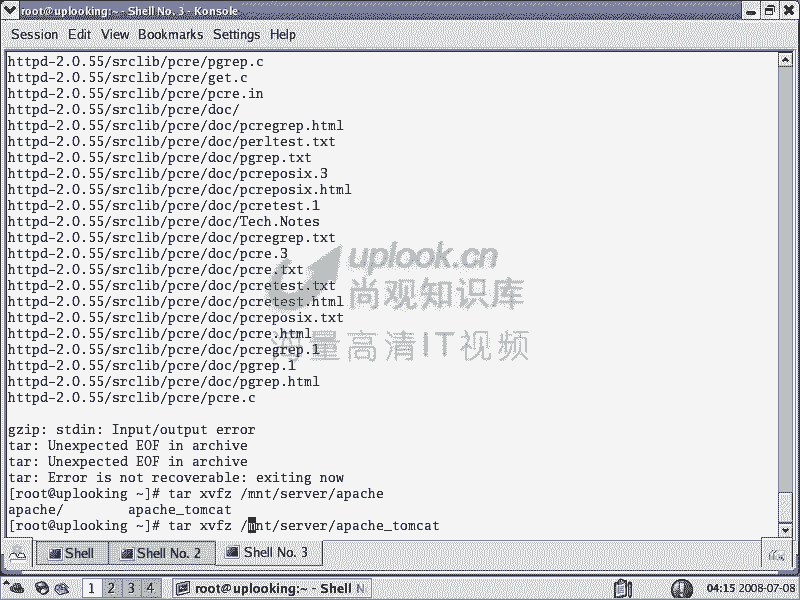 root@uplooking:~ - Shell No. 3 - Konsole
Session Edit View Bookmarks Settings Help
httpd-2.0.55/srclib/pcre/pgrep.c
httpd-2.0.55/srclib/pcre/get.c
httpd-2.0.55/srclib/pcre/pcre.in
httpd-2.0.55/srclib/pcre/doc/
httpd-2.0.55/srclib/pcre/doc/pcregrep.html
httpd-2.0.55/srclib/pcre/doc/perltest.txt
httpd-2.0.55/srclib/pcre/doc/pgrep.txt
httpd-2.0.55/srclib/pcre/doc/pcreposix.3
httpd-2.0.55/srclib/pcre/doc/pcreposix.html
httpd-2.0.55/srclib/pcre/doc/pcretest.1
httpd-2.0.55/srclib/pcre/doc/Tech.Notes
httpd-2.0.55/srclib/pcre/doc/pcregrep.txt
httpd-2.0.55/srclib/pcre/doc/pcre.3
httpd-2.0.55/srclib/pcre/doc/pcre.txt
httpd-2.0.55/srclib/pcre/doc/pcretest.txt
httpd-2.0.55/srclib/pcre/doc/pcretest.html
httpd-2.0.55/srclib/pcre/doc/pcreposix.txt
httpd-2.0.55/srclib/pcre/doc/pcre.html
httpd-2.0.55/srclib/pcre/doc/pcregrep.1
httpd-2.0.55/srclib/pcre/doc/pgrep.1
httpd-2.0.55/srclib/pcre/doc/pgrep.html
httpd-2.0.55/srclib/pcre/pcre.c
uplook.cn
尚观知识库
海量高清IT视频
gzip: stdin: Input/output error
tar: Unexpected EOF in archive
tar: Unexpected EOF in archive
tar: Error is not recoverable: exiting now
[root@uplooking ~]# tar xvfz /mnt/server/apache
apache/ apache_tomcat
[root@uplooking ~]# tar xvfz /mnt/server/apache_tomcat
Shell Shell No. 2 Shell No. 3
1 2 3 4 root@uplooking:~ - Shell N 04:15 2008-07-08